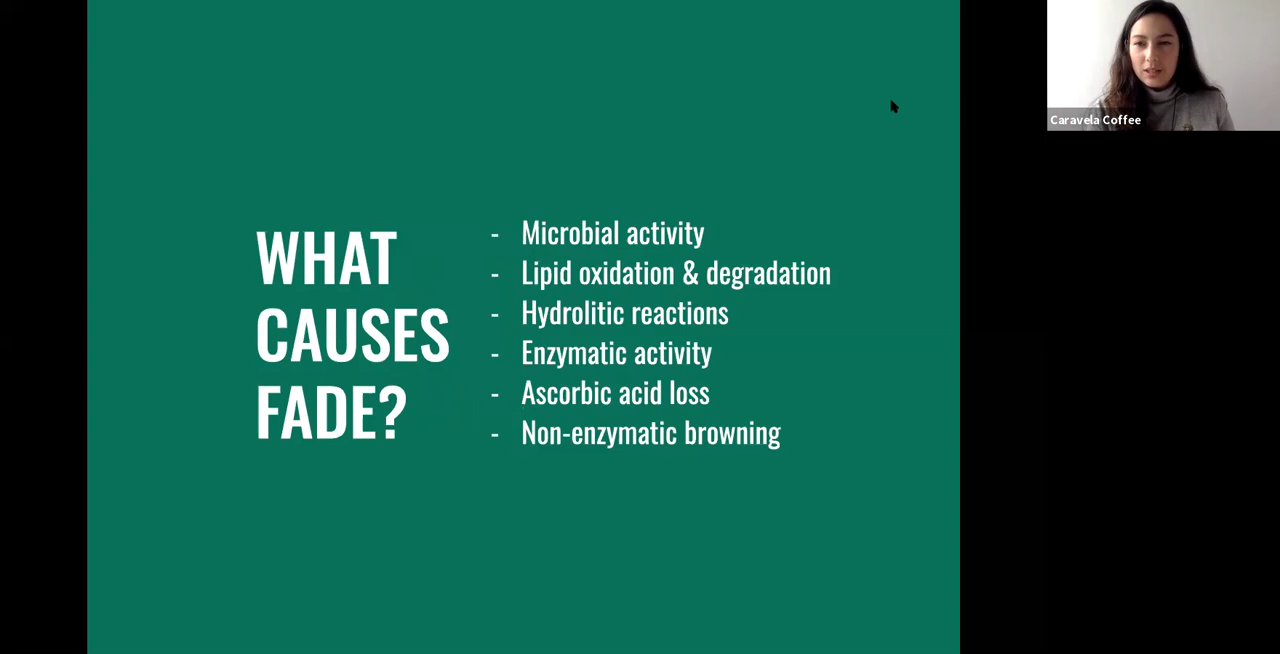 WHAT
CAUSES
FADE?
- Microbial activity
- Lipid oxidation & degradation
- Hydrolitic reactions
- Enzymatic activity
- Ascorbic acid loss
- Non-enzymatic browning
Caravela Coffee